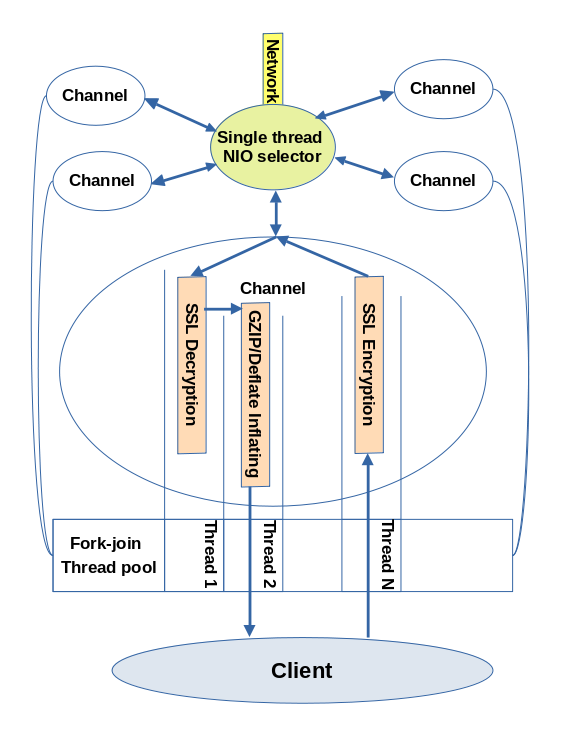 Network
Channel
Channel
Single thread
NIO selector
Channel
Channel
Channel
SSL Decryption
GZIP/Deflate Inflating
SSL Encryption
Fork-join
Thread pool
Thread 1
Thread 2
Thread N
Client